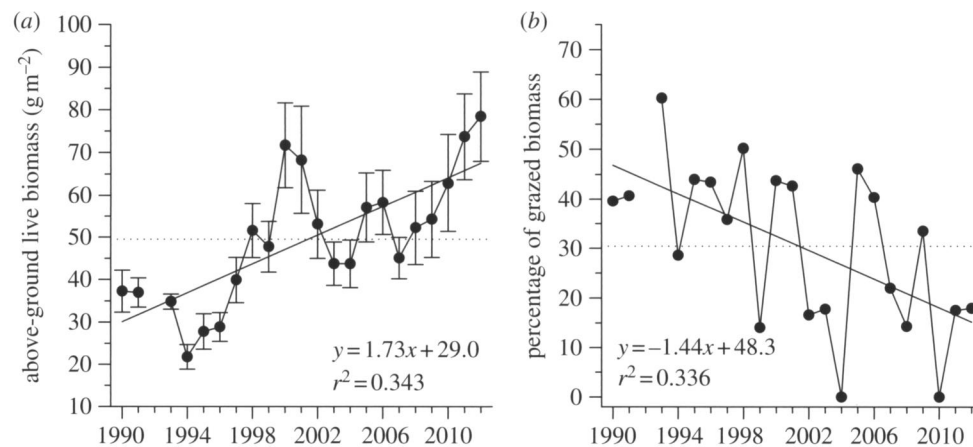 (a)
100
90
80
70
60
50
40
30
20
10
above-ground live biomass (g m–2)
y = 1.73x + 29.0
r2 = 0.343
1990 1994 1998 2002 2006 2010
(b)
70
60
50
40
30
20
10
0
percentage of grazed biomass
y = –1.44x + 48.3
r2 = 0.336
1990 1994 1998 2002 2006 2010